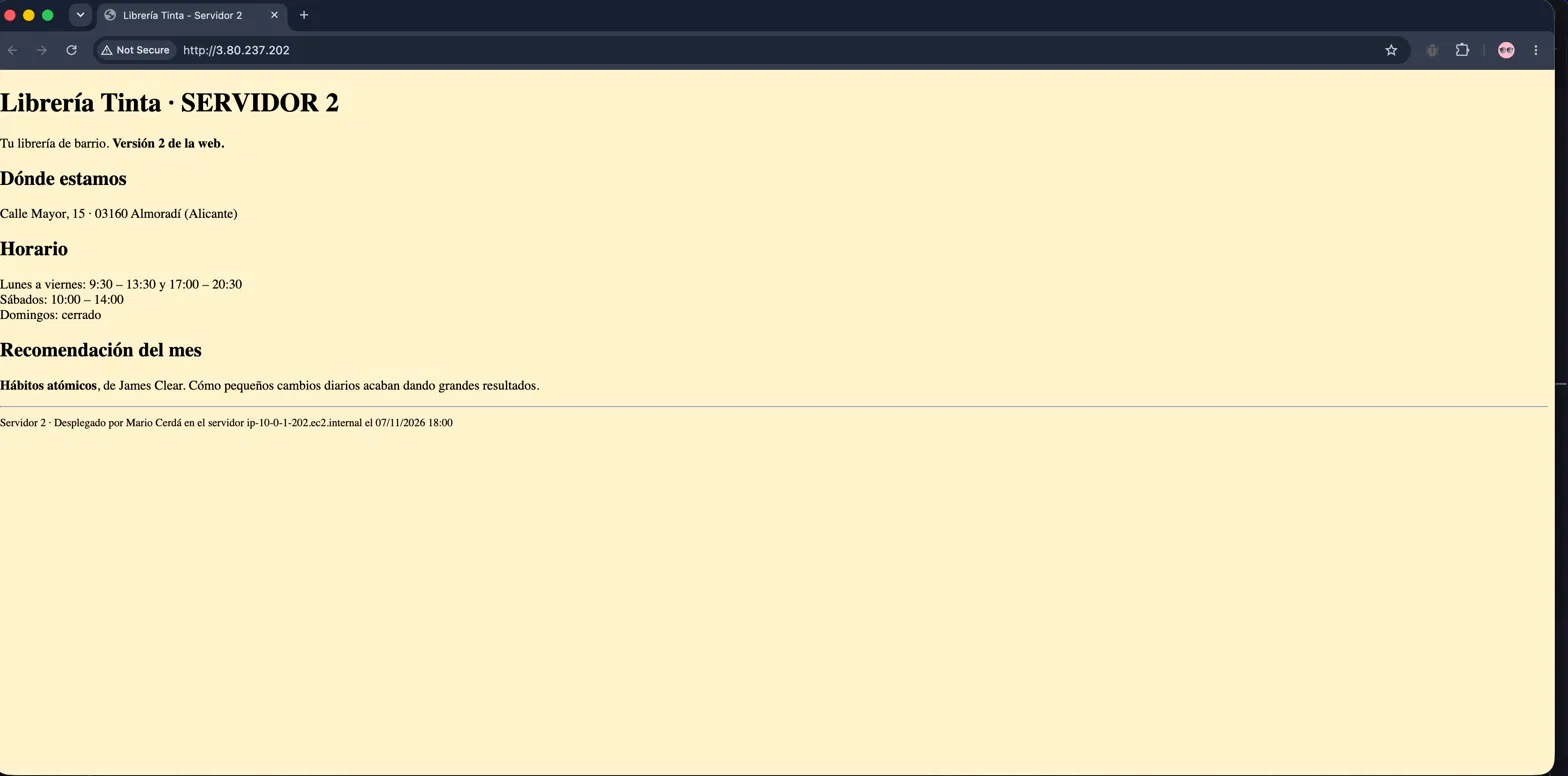 Librería Tinta - Servidor 2
Not Secure
http://3.80.237.202
Librería Tinta · SERVIDOR 2
Tu librería de barrio. Versión 2 de la web.
Dónde estamos
Calle Mayor, 15 · 03160 Almoradí (Alicante)
Horario
Lunes a viernes: 9:30 – 13:30 y 17:00 – 20:30
Sábados: 10:00 – 14:00
Domingos: cerrado
Recomendación del mes
Hábitos atómicos, de James Clear. Cómo pequeños cambios diarios acaban dando grandes resultados.
Servidor 2 · Desplegado por Mario Cerdá en el servidor ip-10-0-1-202.ec2.internal el 07/11/2026 18:00